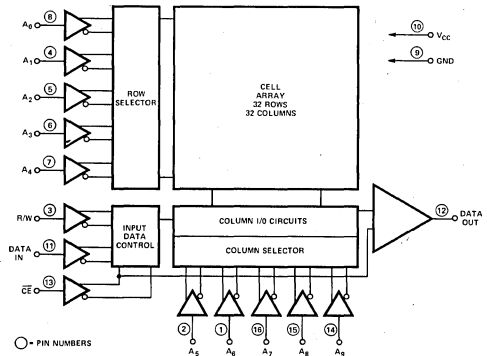 A0 8
A1 4
A2 5
A3 6
A4 7
ROW
SELECTOR
CELL
ARRAY
32 ROWS
32 COLUMNS
10 VCC
9 GND
R/W 3
DATA
IN 11
CE 13
INPUT
DATA
CONTROL
COLUMN I/O CIRCUITS
COLUMN SELECTOR
12 DATA
OUT
2 1 16 15 14
A5 A6 A7 A8 A9
= PIN NUMBERS